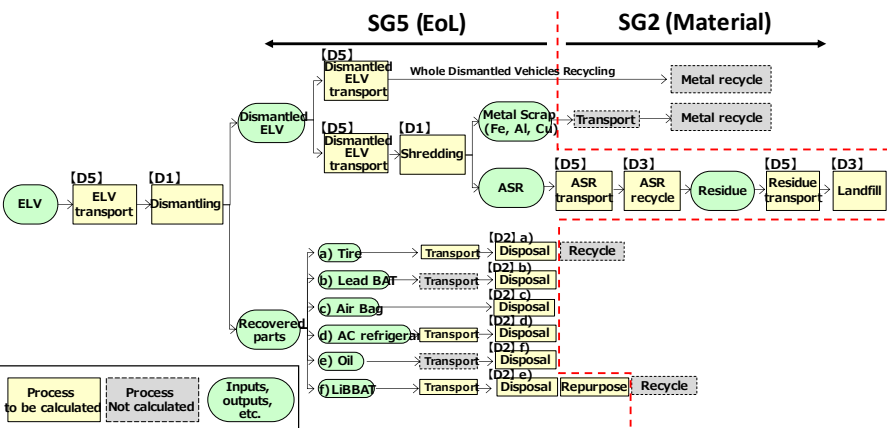 SG5 (EoL)
SG2 (Material)
【D5】
Dismantled
ELV
transport
Whole Dismantled Vehicles Recycling
Metal recycle
Dismantled
ELV
【D5】
Dismantled
ELV
transport
【D1】
Shredding
Metal Scrap
(Fe, Al, Cu)
Transport
Metal recycle
ELV
【D5】
ELV
transport
【D1】
Dismantling
ASR
【D5】
ASR
transport
【D3】
ASR
recycle
Residue
【D5】
Residue
transport
【D3】
Landfill
Recovered
parts
a) Tire
Transport
【D2】a)
Disposal
Recycle
b) Lead BAT
Transport
【D2】b)
Disposal
c) Air Bag
【D2】c)
Disposal
d) AC refrigeran
Transport
【D2】d)
Disposal
e) Oil
Transport
【D2】f)
Disposal
f)LiBBAT
Transport
【D2】e)
Disposal
Repurpose
Recycle
Process
to be calculated
Process
Not calculated
Inputs,
outputs,
etc.